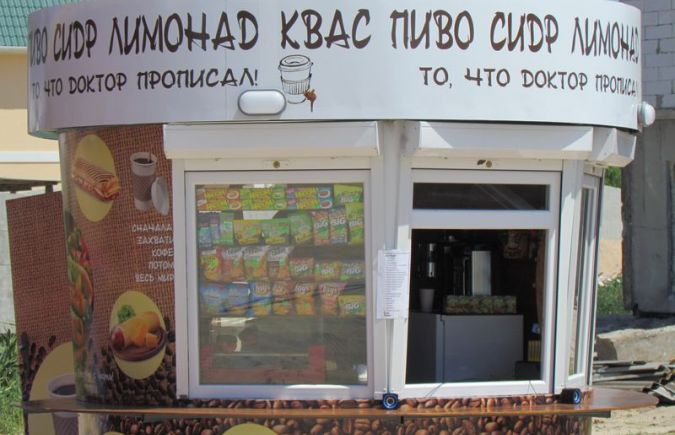 ПИВО СИДР ЛИМОНАД КВАС ПИВО СИДР ЛИМОНАД
ТО ЧТО ДОКТОР ПРОПИСАЛ!
ТО, ЧТО ДОКТОР ПРОПИСАЛ
СНАЧАЛА
ЗАХВАТИ
КОФЕ
ПОТОМ
ВЕСЬ МИР